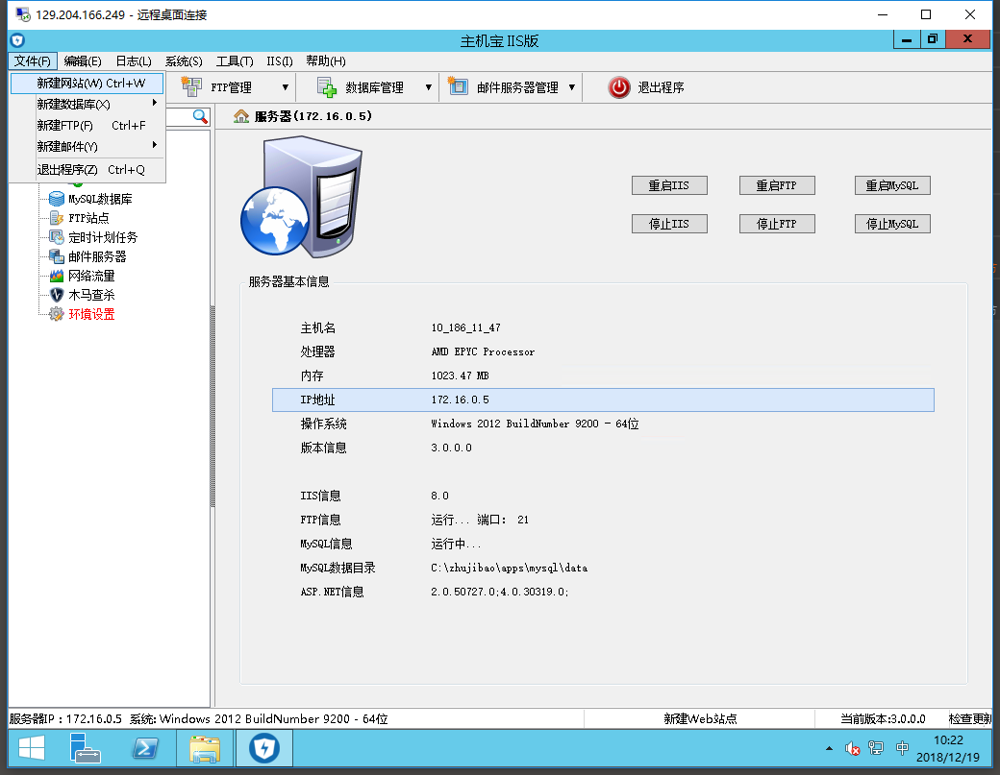 129.204.166.249 - 远程桌面连接
主机宝 IIS版
文件(F) 编辑(E) 日志(L) 系统(S) 工具(T) IIS(I) 帮助(H)
新建网站(W) Ctrl+W
新建数据库(X)
新建FTP(F) Ctrl+F
新建邮件(Y)
退出程序(Z) Ctrl+Q
FTP管理 数据库管理 邮件服务器管理 退出程序
服务器(172.16.0.5)
MySQL数据库
FTP站点
定时计划任务
邮件服务器
网络流量
木马查杀
环境设置
重启IIS 重启FTP 重启MySQL
停止IIS 停止FTP 停止MySQL
服务器基本信息
主机名 10_186_11_47
处理器 AMD EPYC Processor
内存 1023.47 MB
IP地址 172.16.0.5
操作系统 Windows 2012 BuildNumber 9200 - 64位
版本信息 3.0.0.0
IIS信息 8.0
FTP信息 运行... 端口: 21
MySQL信息 运行中...
MySQL数据目录 C:\zhujibao\apps\mysql\data
ASP.NET信息 2.0.50727.0;4.0.30319.0;
服务器IP：172.16.0.5 系统: Windows 2012 BuildNumber 9200 - 64位 新建Web站点 当前版本:3.0.0.0 检查更新
中
10:22
2018/12/19